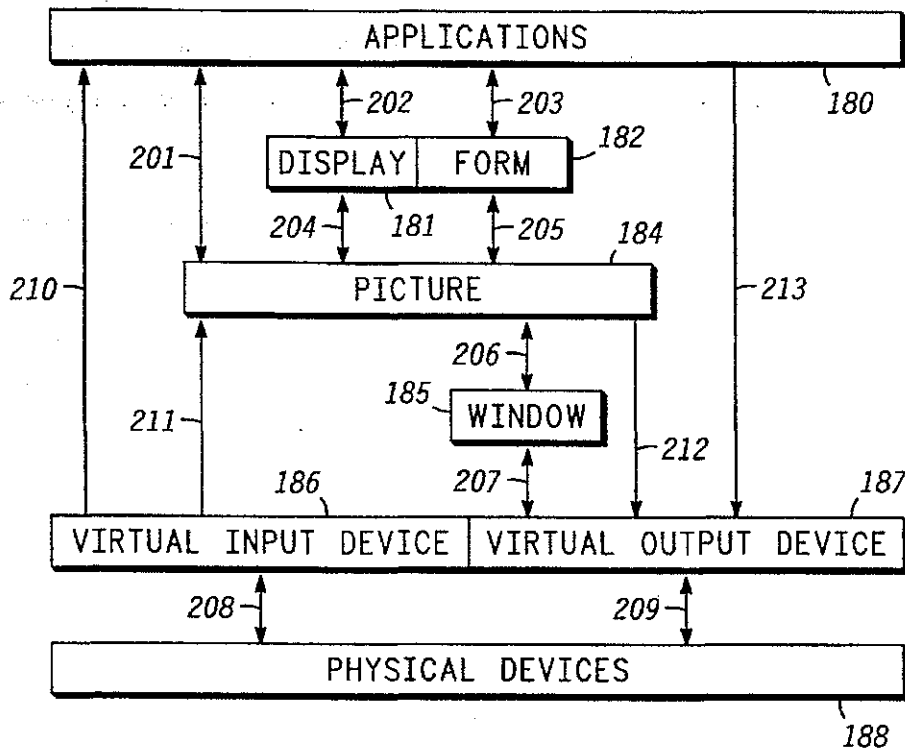 APPLICATIONS
180
202
203
201
DISPLAY
FORM
182
204
181
205
184
210
PICTURE
213
206
185
WINDOW
211
212
186
207
187
VIRTUAL INPUT DEVICE
VIRTUAL OUTPUT DEVICE
208
209
PHYSICAL DEVICES
188